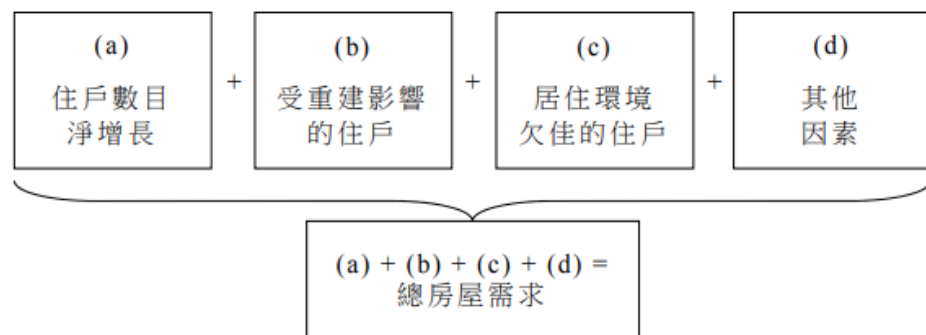 (a)
住戶數目
淨增長
+
(b)
受重建影響
的住戶
+
(c)
居住環境
欠佳的住戶
+
(d)
其他
因素
(a) + (b) + (c) + (d) =
總房屋需求